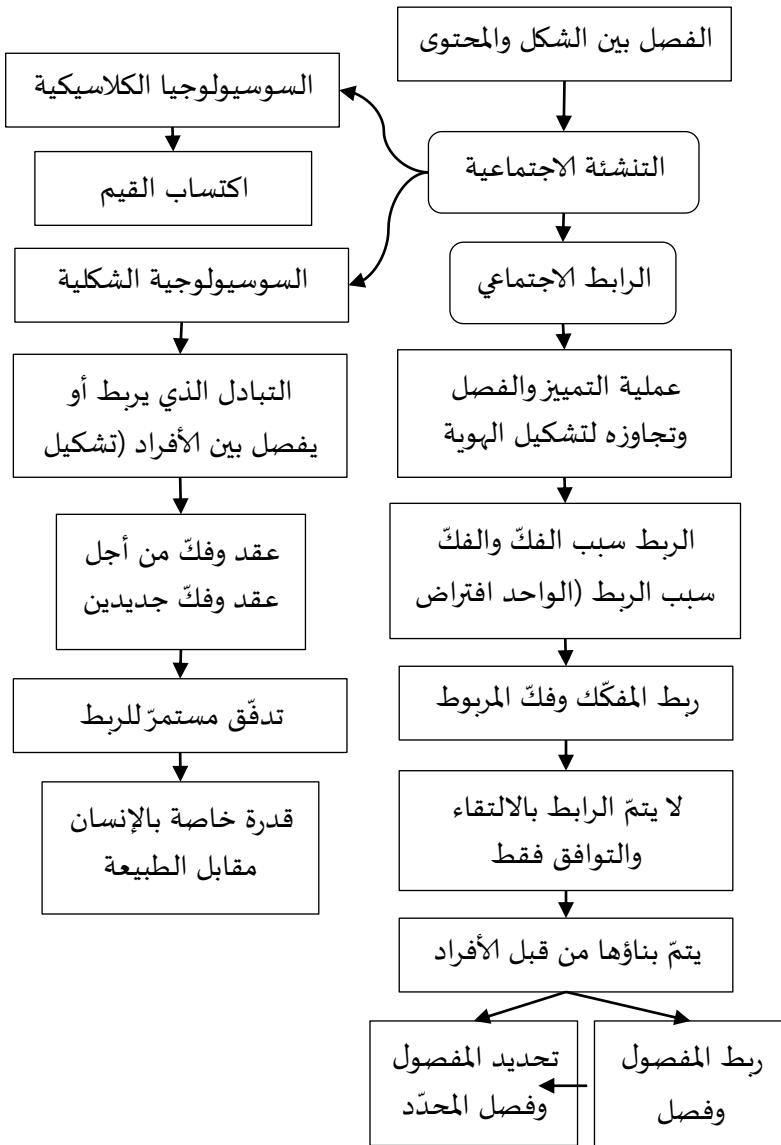 الفصل بين الشكل والمحتوى
التنشئة الاجتماعية
الرابط الاجتماعي
عملية التمييز والفصل
وتجاوزه لتشكيل الهوية
الربط سبب الفكّ والفكّ
سبب الربط (الواحد افتراض
ربط المفكّك وفكّ المربوط
لا يتمّ الرابط بالالتقاء
والتوافق فقط
يتمّ بناؤها من قبل الأفراد
ربط المفصول
وفصل
تحديد المفصول
وفصل المحدّد
السوسيولوجيا الكلاسيكية
اكتساب القيم
السوسيولوجية الشكلية
التبادل الذي يربط أو
يفصل بين الأفراد (تشكيل
عقد وفكّ من أجل
عقد وفكّ جديدين
تدفّق مستمرّ للربط
قدرة خاصة بالإنسان
مقابل الطبيعة